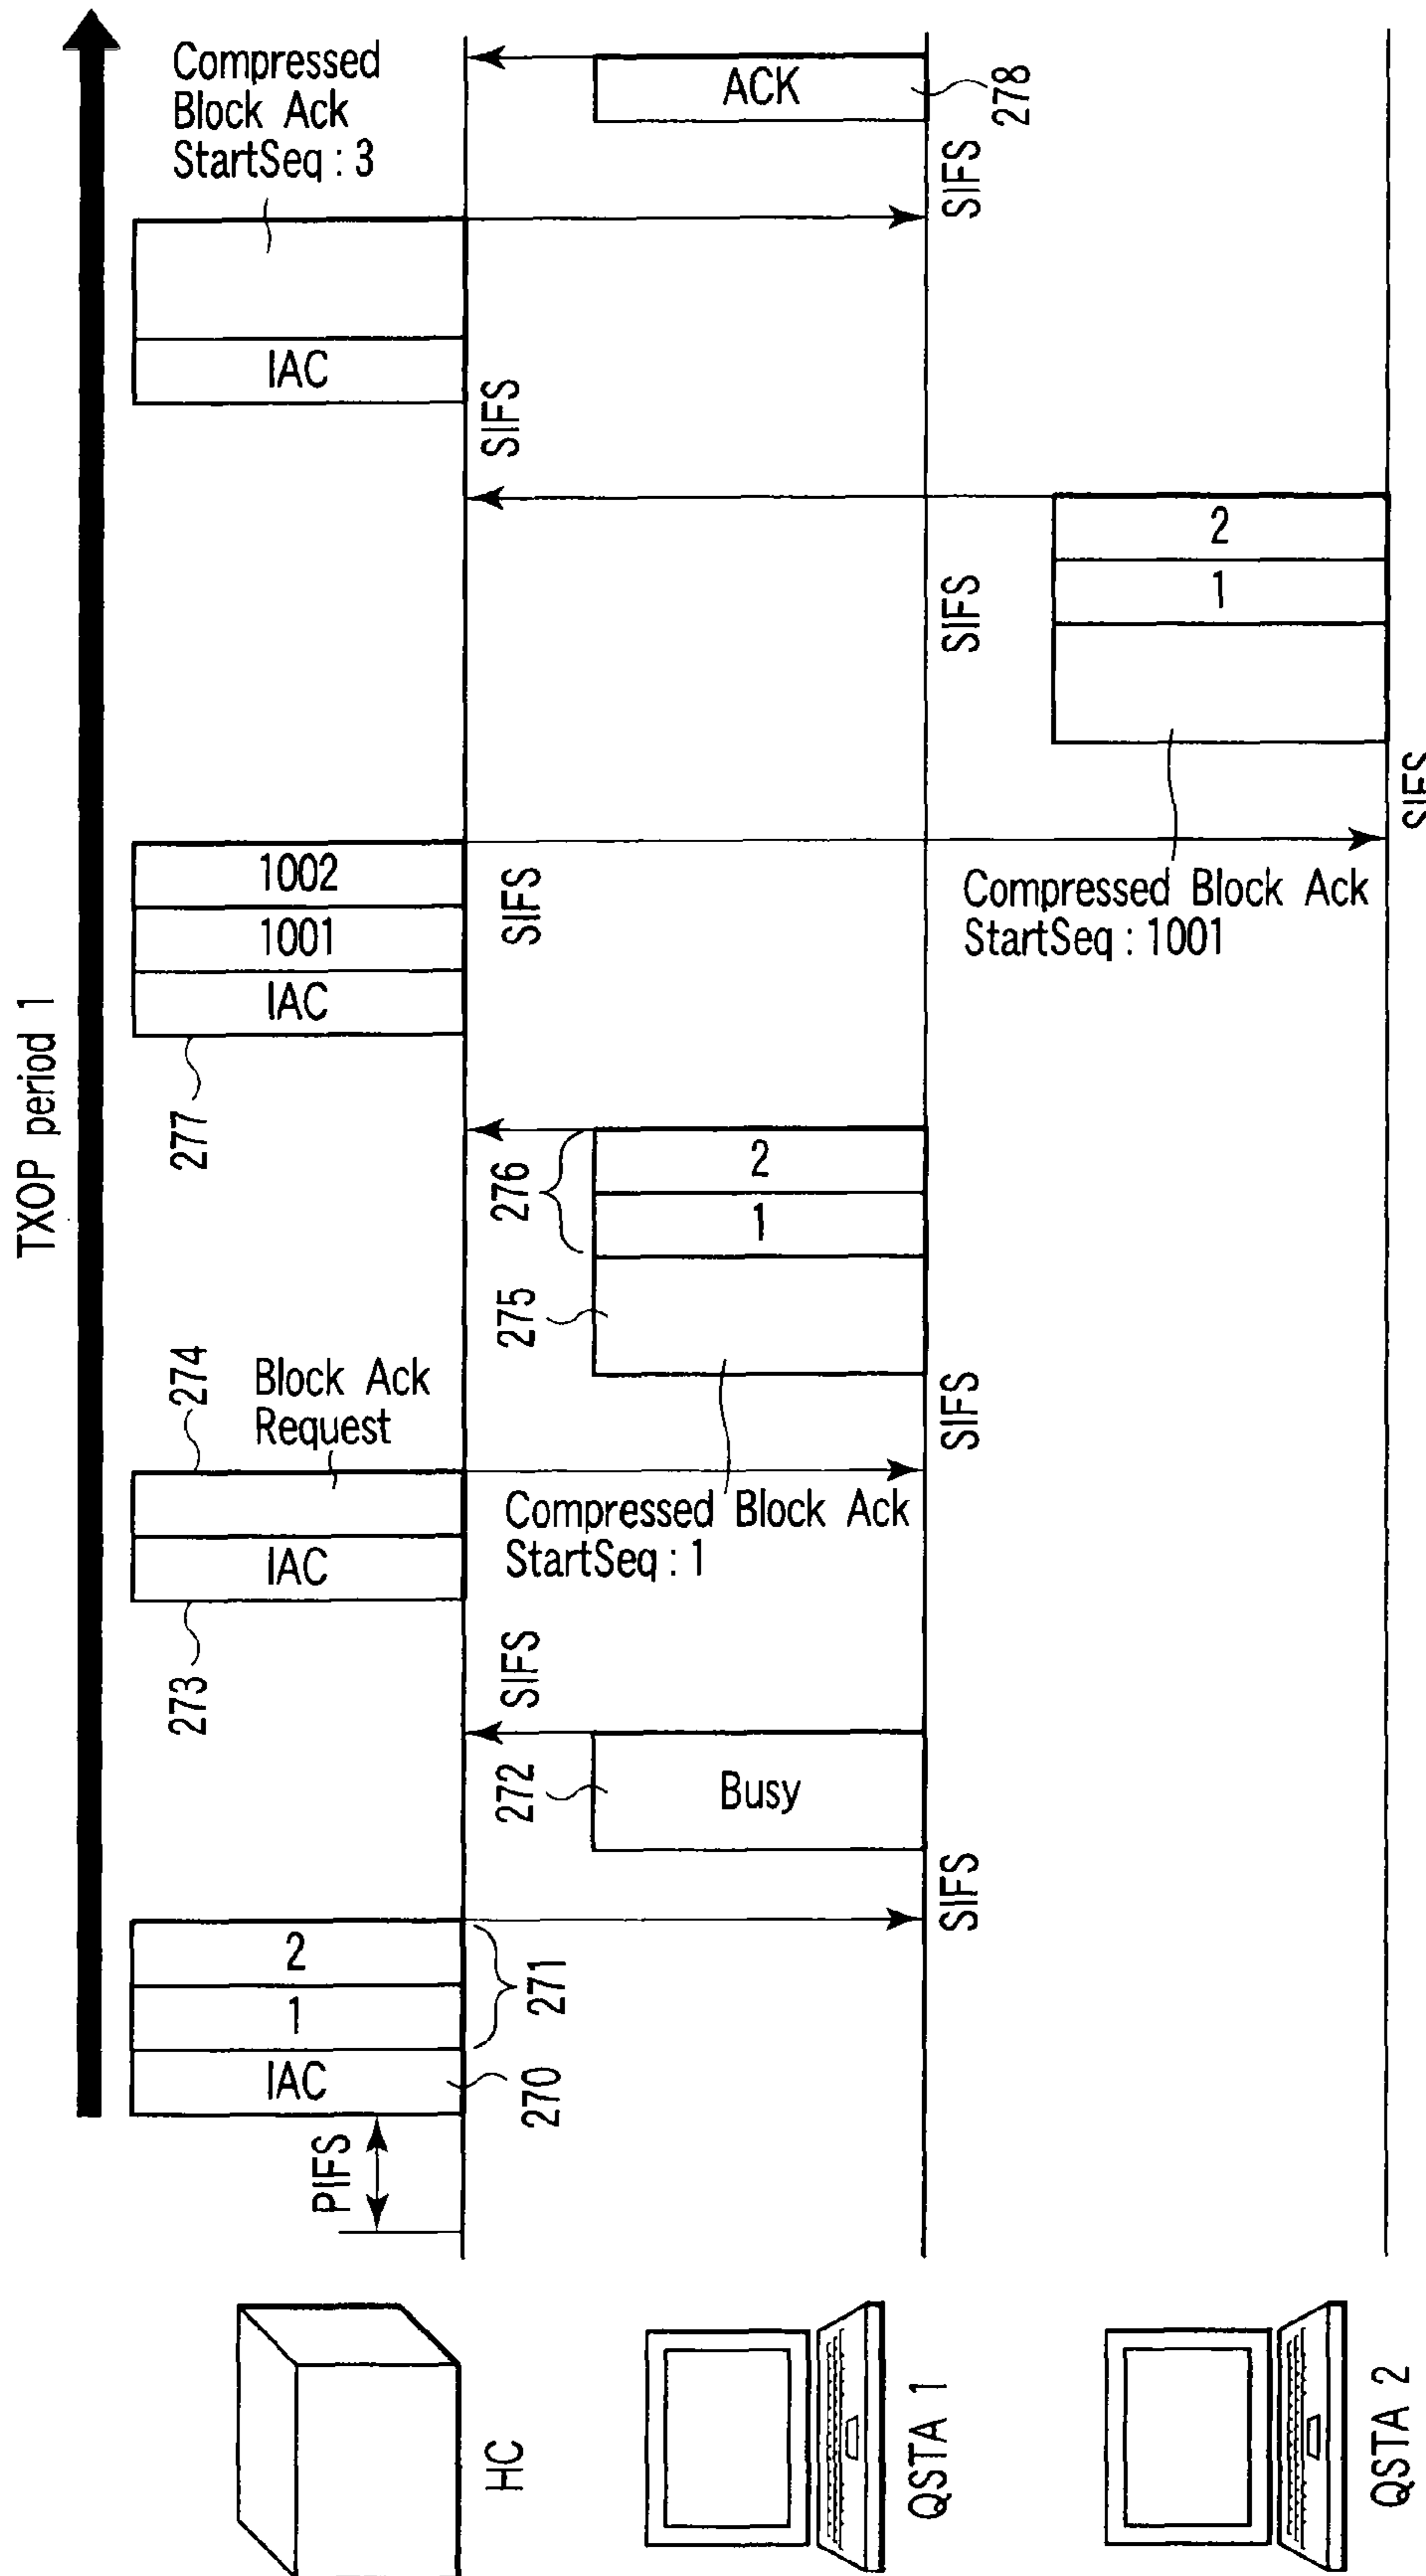 TXOP period 1
HC
PIFS
IAC
270
1
2
271
IAC
273
Block Ack
Request
274
IAC
277
1001
1002
IAC
Compressed
Block Ack
StartSeq : 3
SIFS
SIFS
SIFS
QSTA 1
SIFS
Busy
272
Compressed Block Ack
StartSeq : 1
SIFS
275
1
2
276
SIFS
SIFS
ACK
278
QSTA 2
Compressed Block Ack
StartSeq : 1001
SIFS
1
2